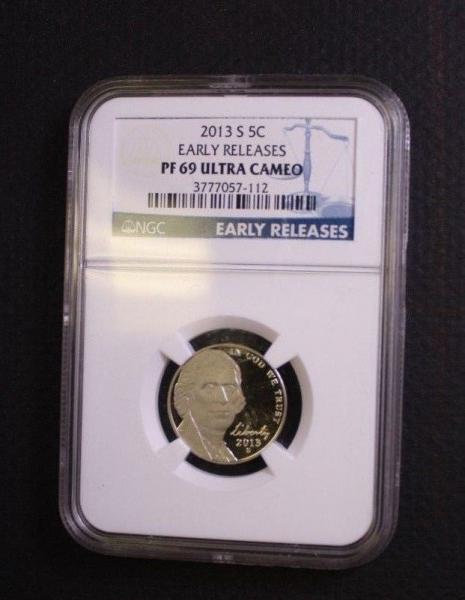 2013 S 5C
EARLY RELEASES
PF 69 ULTRA CAMEO
3777057-112
NGC EARLY RELEASES
IN GOD WE TRUST
Liberty
2013
S